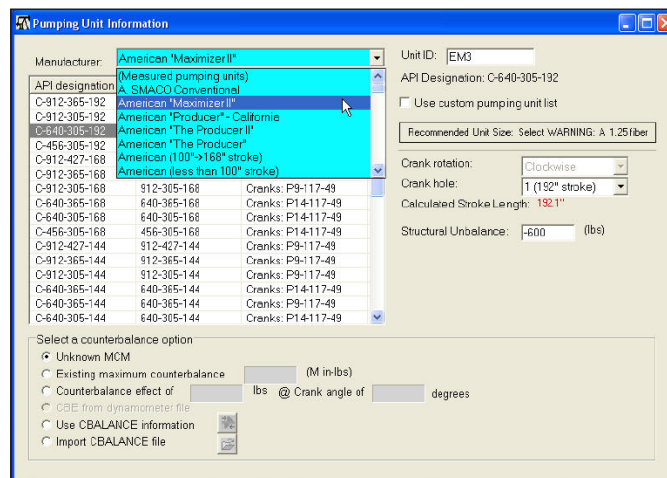 Pumping Unit Information
Manufacturer: American "Maximizer II" Unit ID: EM3
(Measured pumping units)
A. SMACO Conventional
American "Maximizer II"
American "Producer" - California
American "The Producer II"
American "The Producer"
American (100"→168" stroke)
American (less than 100" stroke)
API Designation: C-640-305-192
Use custom pumping unit list
Recommended Unit Size: Select WARNING: A 1.25 fiber
Crank rotation: Clockwise
Crank hole: 1 (192" stroke)
Calculated Stroke Length: 192.1"
Structural Unbalance: -600 (lbs)
API designation
C-912-365-192
C-912-305-192
C-640-305-192
C-456-305-192
C-912-427-168
C-912-365-168
C-912-305-168 912-305-168 Cranks: P9-117-49
C-640-365-168 640-365-168 Cranks: P14-117-49
C-640-305-168 640-305-168 Cranks: P14-117-49
C-456-305-168 456-305-168 Cranks: P14-117-49
C-912-427-144 912-427-144 Cranks: P9-117-49
C-912-365-144 912-365-144 Cranks: P9-117-49
C-912-305-144 912-305-144 Cranks: P9-117-49
C-640-365-144 640-365-144 Cranks: P14-117-49
C-640-365-144 640-365-144 Cranks: P9-117-49
C-640-305-144 640-305-144 Cranks: P14-117-49
Select a counterbalance option
Unknown MCM
Existing maximum counterbalance (M in-lbs)
Counterbalance effect of lbs @ Crank angle of degrees
CBE from dynamometer file
Use CBALANCE information
Import CBALANCE file